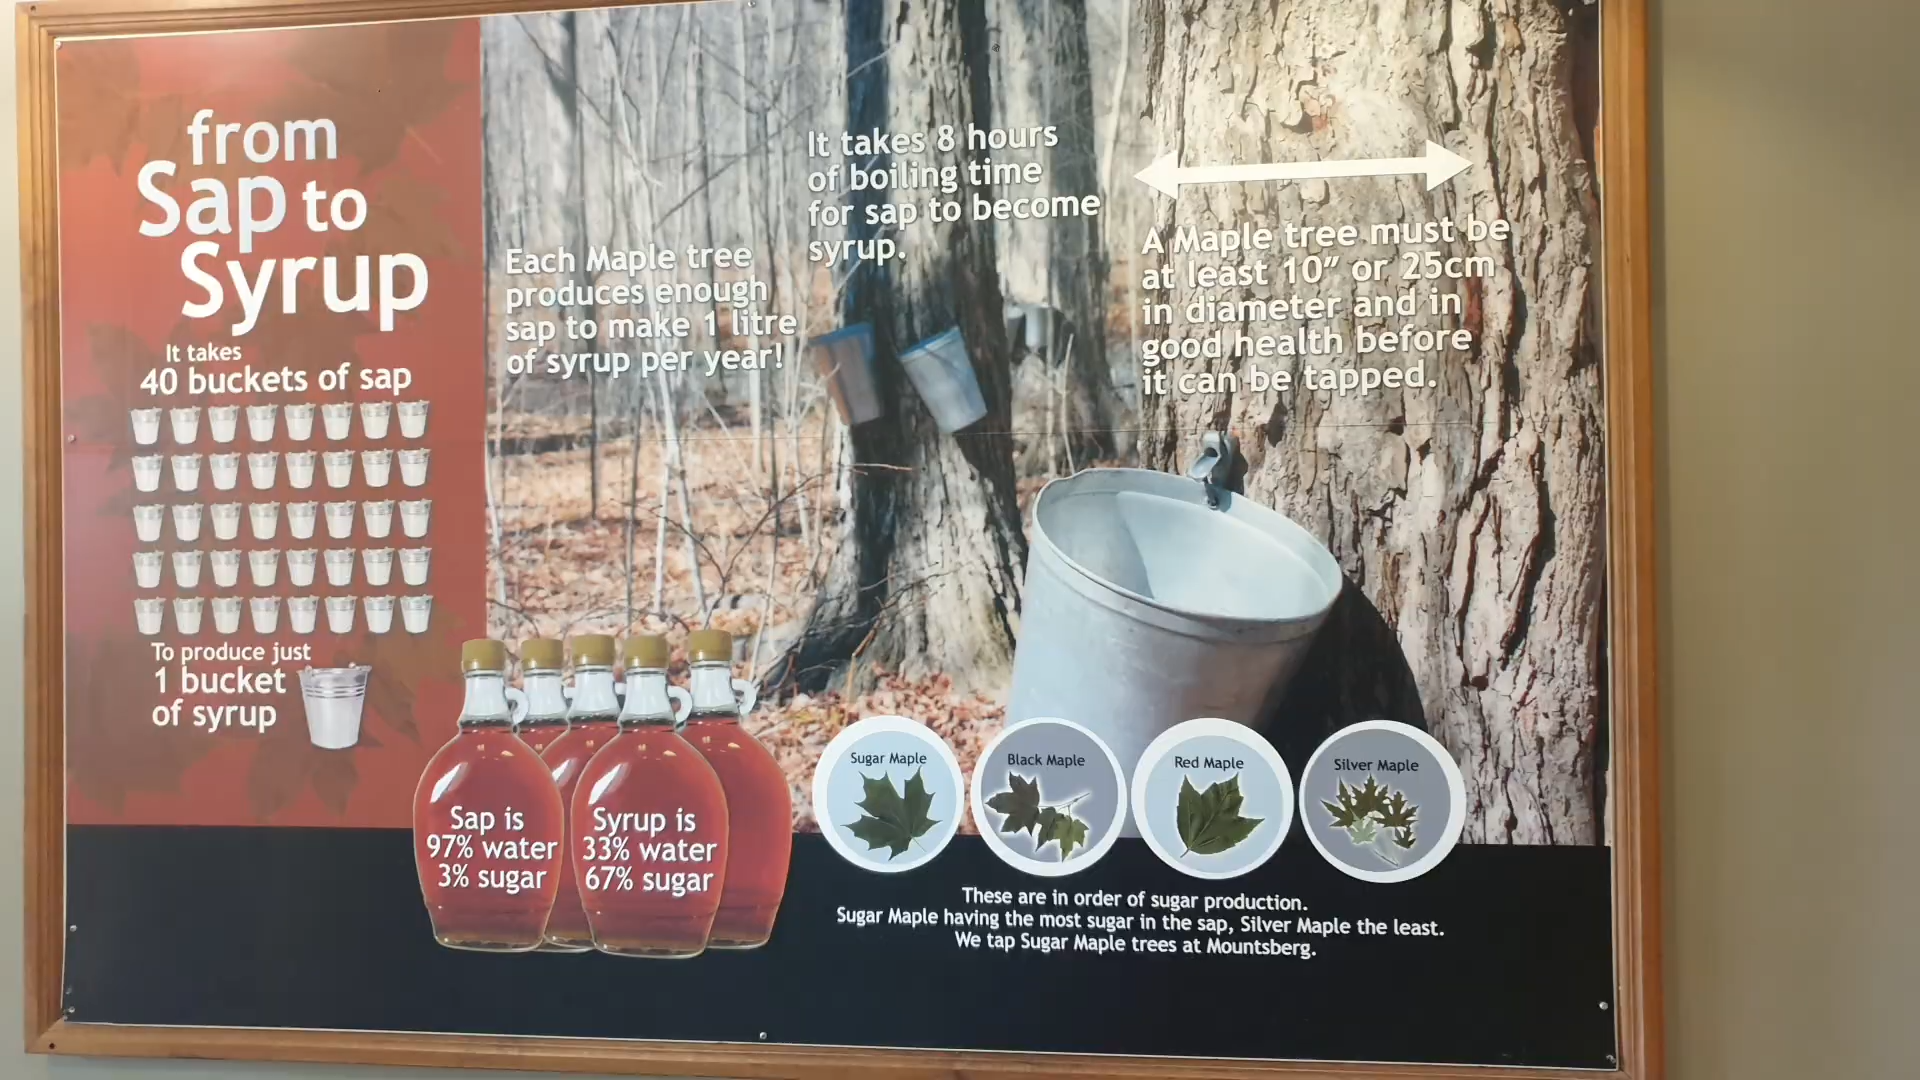 from
Sap to
Syrup
It takes
40 buckets of sap
To produce just
1 bucket
of syrup
Each Maple tree
produces enough
sap to make 1 litre
of syrup per year!
It takes 8 hours
of boiling time
for sap to become
syrup.
A Maple tree must be
at least 10” or 25cm
in diameter and in
good health before
it can be tapped.
Sap is
97% water
3% sugar
Syrup is
33% water
67% sugar
Sugar Maple
Black Maple
Red Maple
Silver Maple
These are in order of sugar production.
Sugar Maple having the most sugar in the sap, Silver Maple the least.
We tap Sugar Maple trees at Mountsberg.